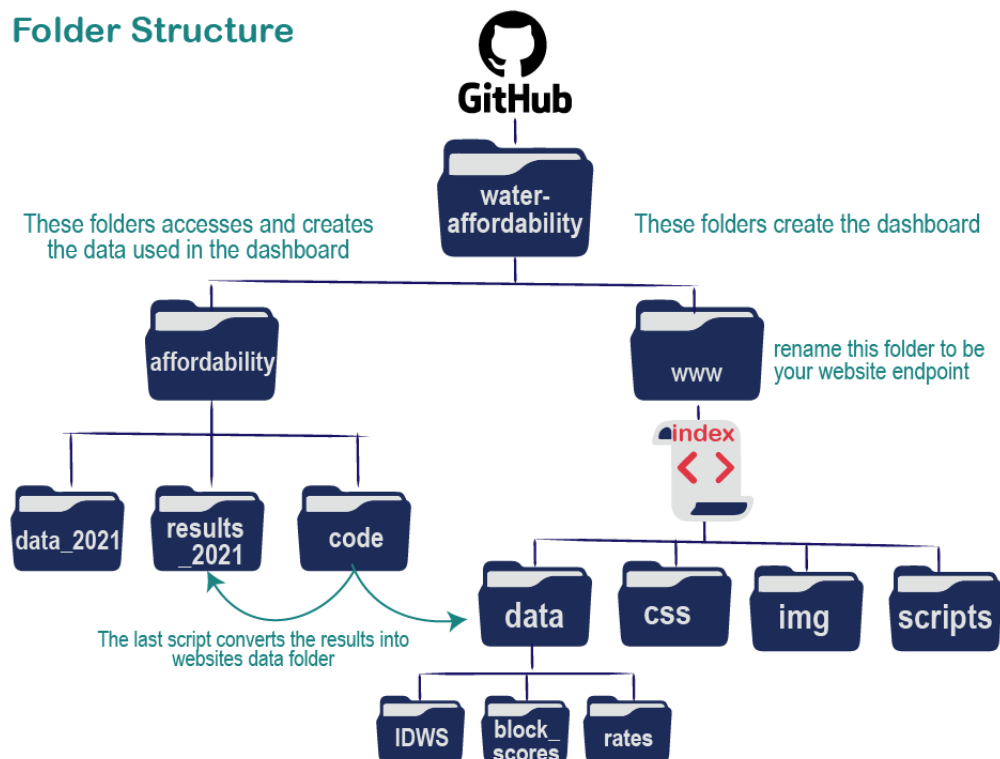 Folder Structure
GitHub
water-
affordability
These folders accesses and creates
the data used in the dashboard
These folders create the dashboard
affordability
www
rename this folder to be
your website endpoint
index
< >
data_2021
results
_2021
code
data
css
img
scripts
The last script converts the results into
websites data folder
IDWS
block_
scores
rates